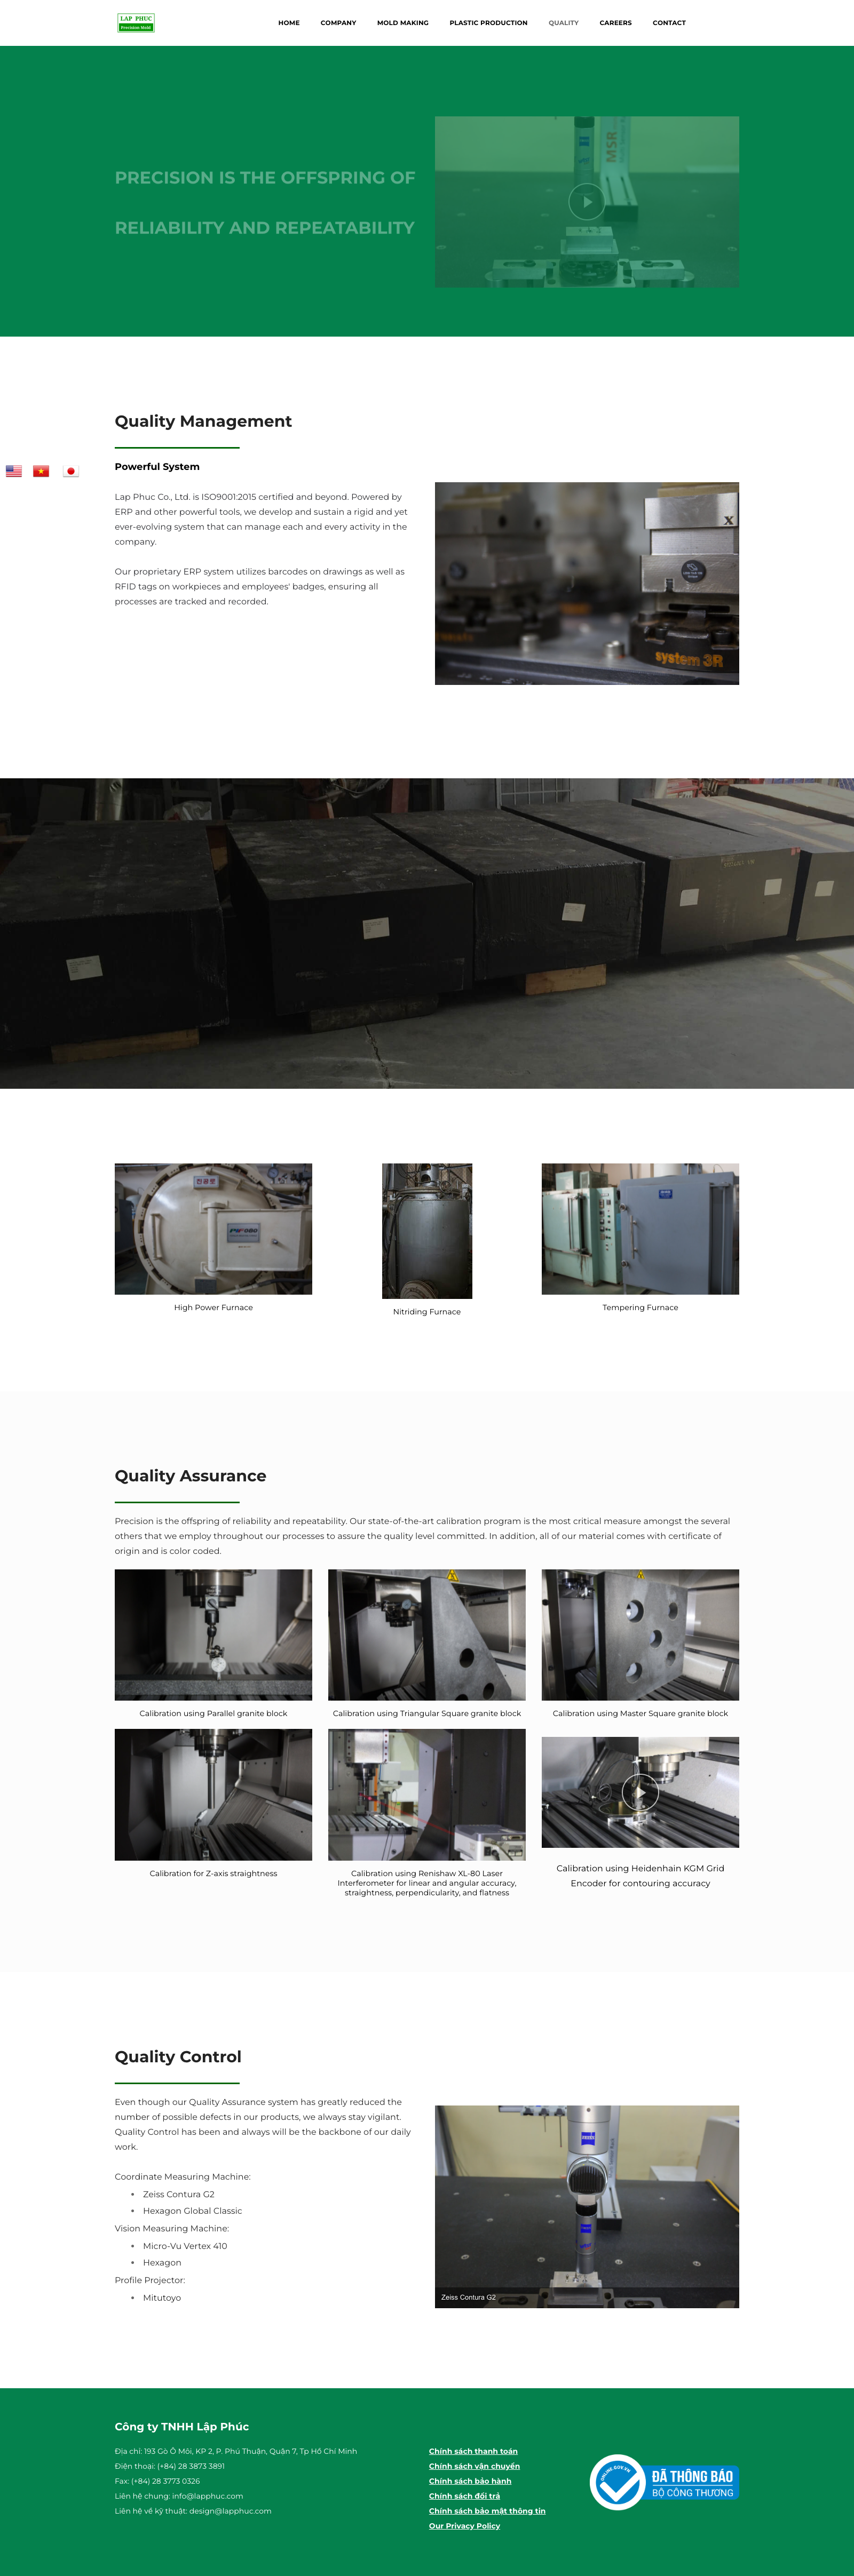 LAP PHUC
Precision Mold
HOME
COMPANY
MOLD MAKING
PLASTIC PRODUCTION
QUALITY
CAREERS
CONTACT
PRECISION IS THE OFFSPRING OF
RELIABILITY AND REPEATABILITY
MSR
Quality Management
Powerful System
Lap Phuc Co., Ltd. is ISO9001:2015 certified and beyond. Powered by
ERP and other powerful tools, we develop and sustain a rigid and yet
ever-evolving system that can manage each and every activity in the
company.
Our proprietary ERP system utilizes barcodes on drawings as well as
RFID tags on workpieces and employees' badges, ensuring all
processes are tracked and recorded.
X
system 3R
High Power Furnace
Nitriding Furnace
Tempering Furnace
Quality Assurance
Precision is the offspring of reliability and repeatability. Our state-of-the-art calibration program is the most critical measure amongst the several
others that we employ throughout our processes to assure the quality level committed. In addition, all of our material comes with certificate of
origin and is color coded.
Calibration using Parallel granite block
Calibration using Triangular Square granite block
Calibration using Master Square granite block
Calibration for Z-axis straightness
Calibration using Renishaw XL-80 Laser
Interferometer for linear and angular accuracy,
straightness, perpendicularity, and flatness
Calibration using Heidenhain KGM Grid
Encoder for contouring accuracy
Quality Control
Even though our Quality Assurance system has greatly reduced the
number of possible defects in our products, we always stay vigilant.
Quality Control has been and always will be the backbone of our daily
work.
Coordinate Measuring Machine:
Zeiss Contura G2
Hexagon Global Classic
Vision Measuring Machine:
Micro-Vu Vertex 410
Hexagon
Profile Projector:
Mitutoyo
Zeiss Contura G2
Công ty TNHH Lập Phúc
Địa chỉ: 193 Gò Ô Môi, KP 2, P. Phú Thuận, Quận 7, Tp Hồ Chí Minh
Điện thoại: (+84) 28 3873 3891
Fax: (+84) 28 3773 0326
Liên hệ chung: info@lapphuc.com
Liên hệ về kỹ thuật: design@lapphuc.com
Chính sách thanh toán
Chính sách vận chuyển
Chính sách bảo hành
Chính sách đổi trả
Chính sách bảo mật thông tin
Our Privacy Policy
ONLINE.GOV.VN
ĐÃ THÔNG BÁO
BỘ CÔNG THƯƠNG